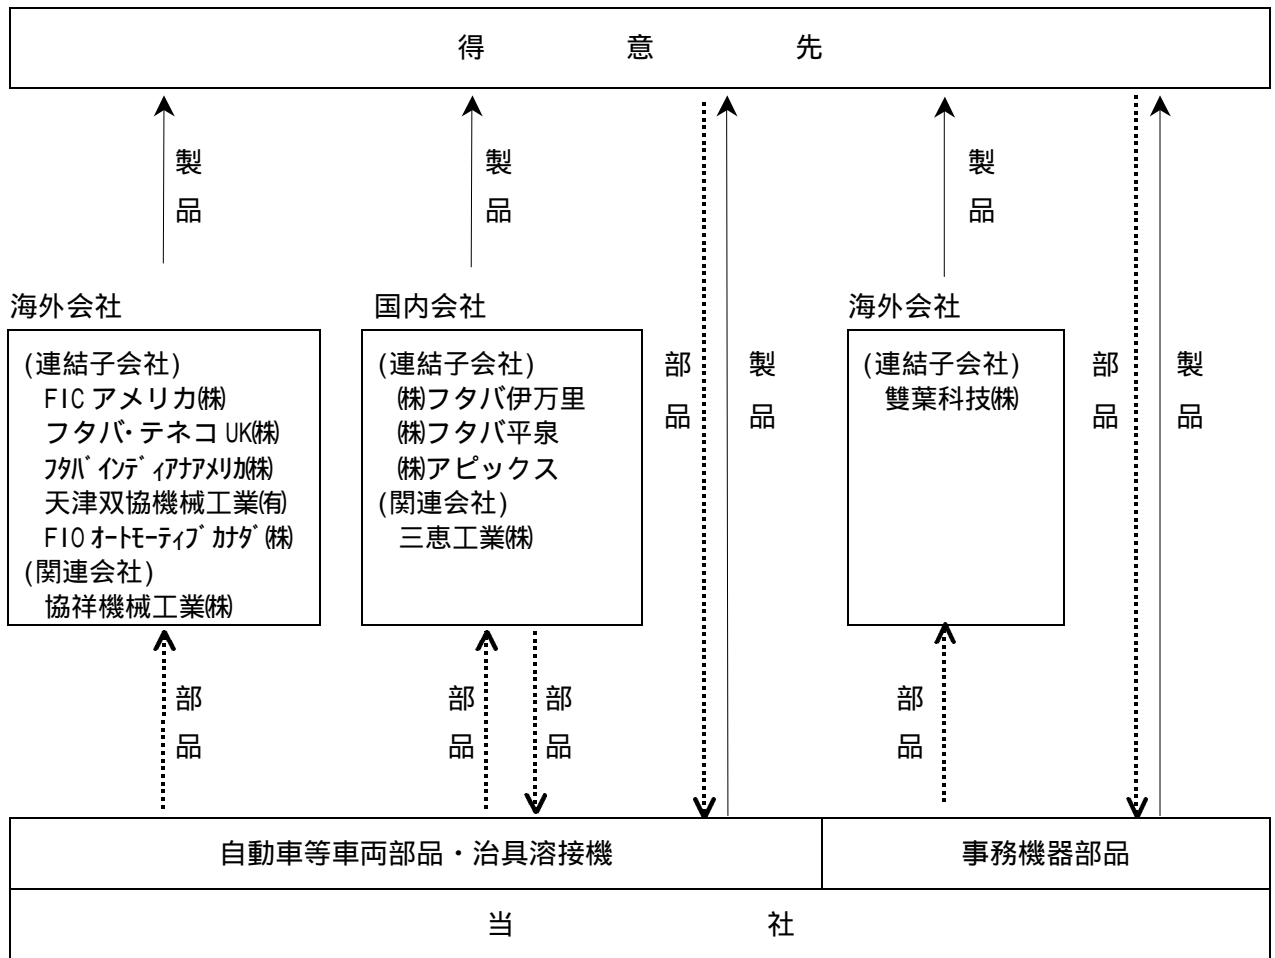 得意先
製品
製品
製品
海外会社
(連結子会社)
FICアメリカ㈱
フタバ・テネコUK㈱
ﾌﾀﾊﾞｲﾝﾃﾞｨｱﾅｱﾒﾘｶ㈱
天津双協機械工業㈲
FIOｵｰﾄﾓｰﾃｨﾌﾞｶﾅﾀﾞ㈱
(関連会社)
協祥機械工業㈱
国内会社
(連結子会社)
㈱フタバ伊万里
㈱フタバ平泉
㈱アピックス
(関連会社)
三恵工業㈱
部品
製品
海外会社
(連結子会社)
雙葉科技㈱
部品
製品
部品
部品
部品
部品
自動車等車両部品・治具溶接機
事務機器部品
当社